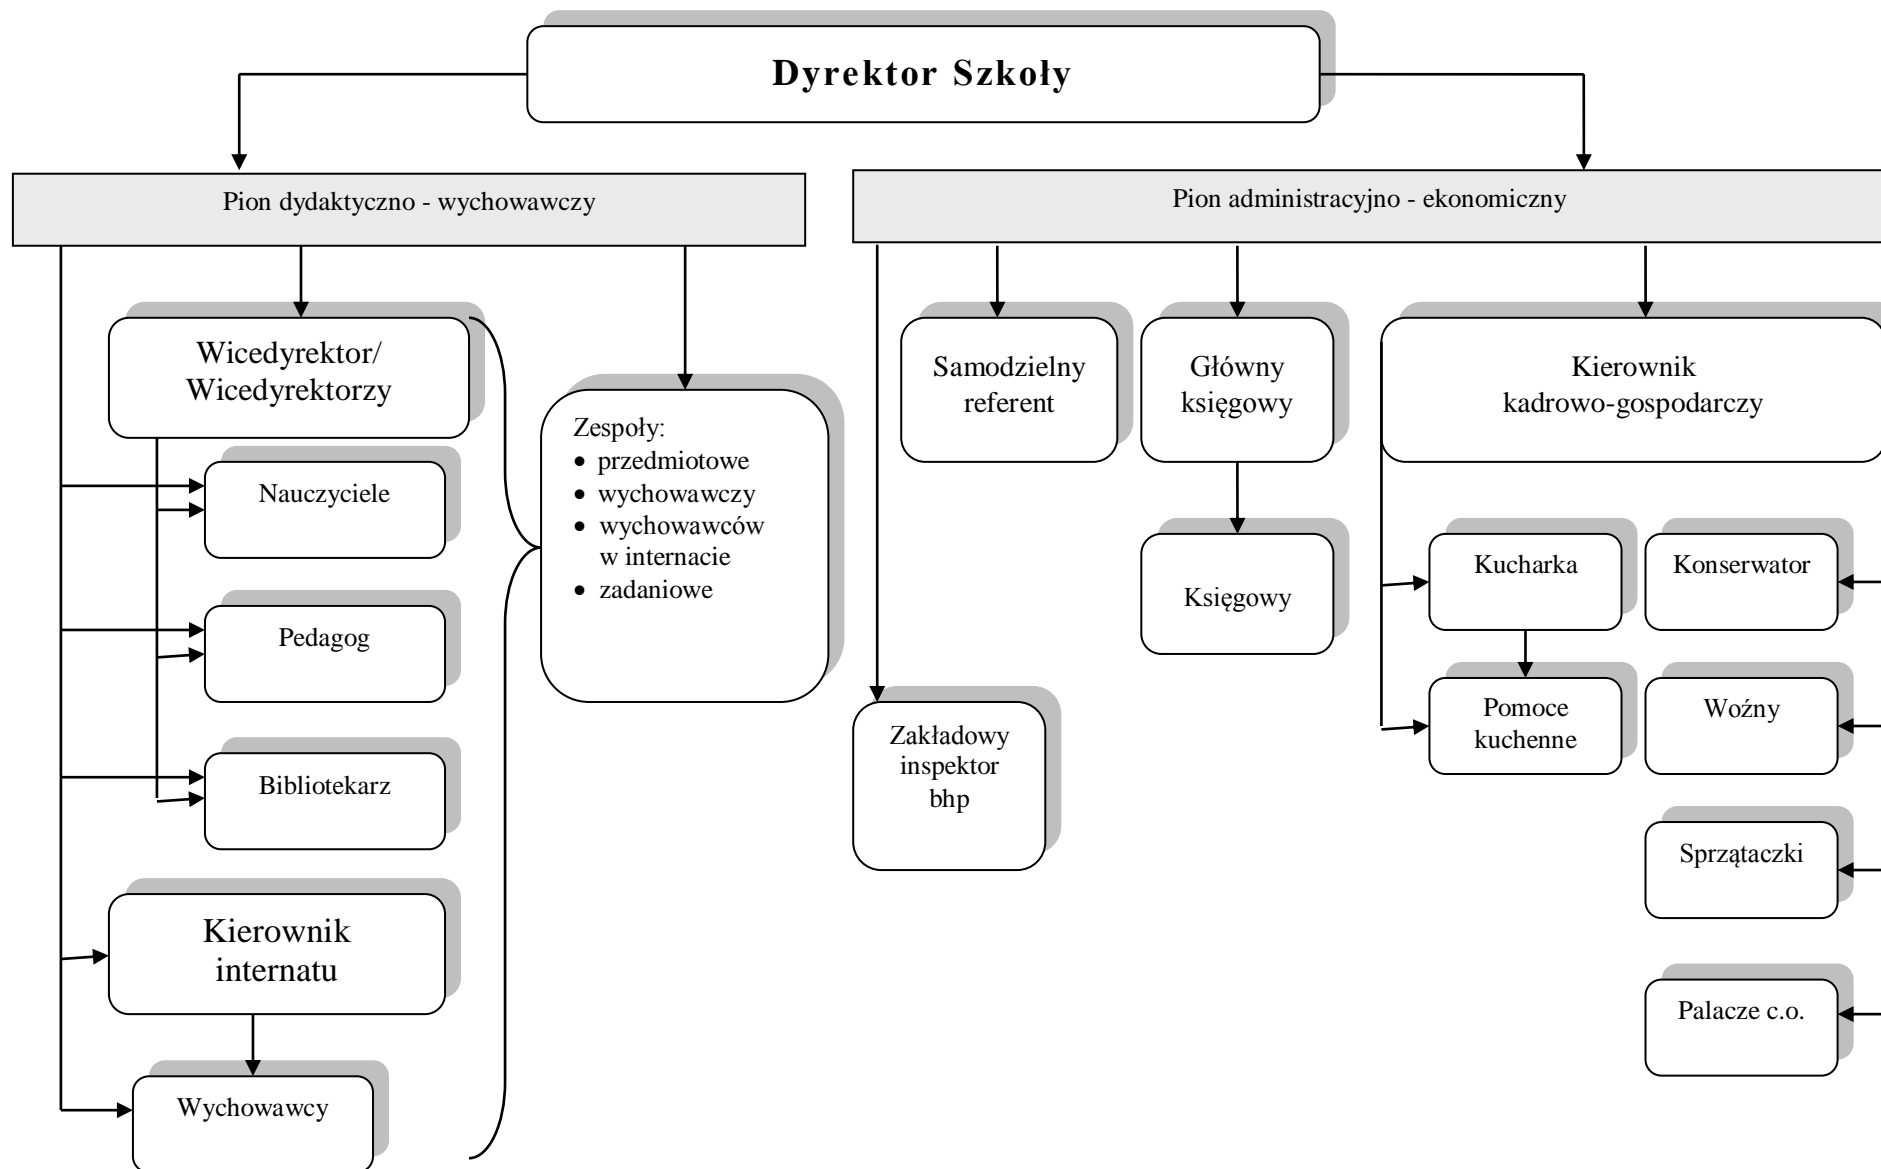 Dyrektor Szkoły
Pion dydaktyczno - wychowawczy
Pion administracyjno - ekonomiczny
Wicedyrektor/
Wicedyrektorzy
Nauczyciele
Pedagog
Bibliotekarz
Kierownik
internatu
Wychowawcy
Zespoły:
• przedmiotowe
• wychowawczy
• wychowawców
w internacie
• zadaniowe
Samodzielny
referent
Główny
księgowy
Księgowy
Zakładowy
inspektor
bhp
Kierownik
kadrowo-gospodarczy
Kucharka
Pomoce
kuchenne
Konserwator
Woźny
Sprzątaczki
Palacze c.o.